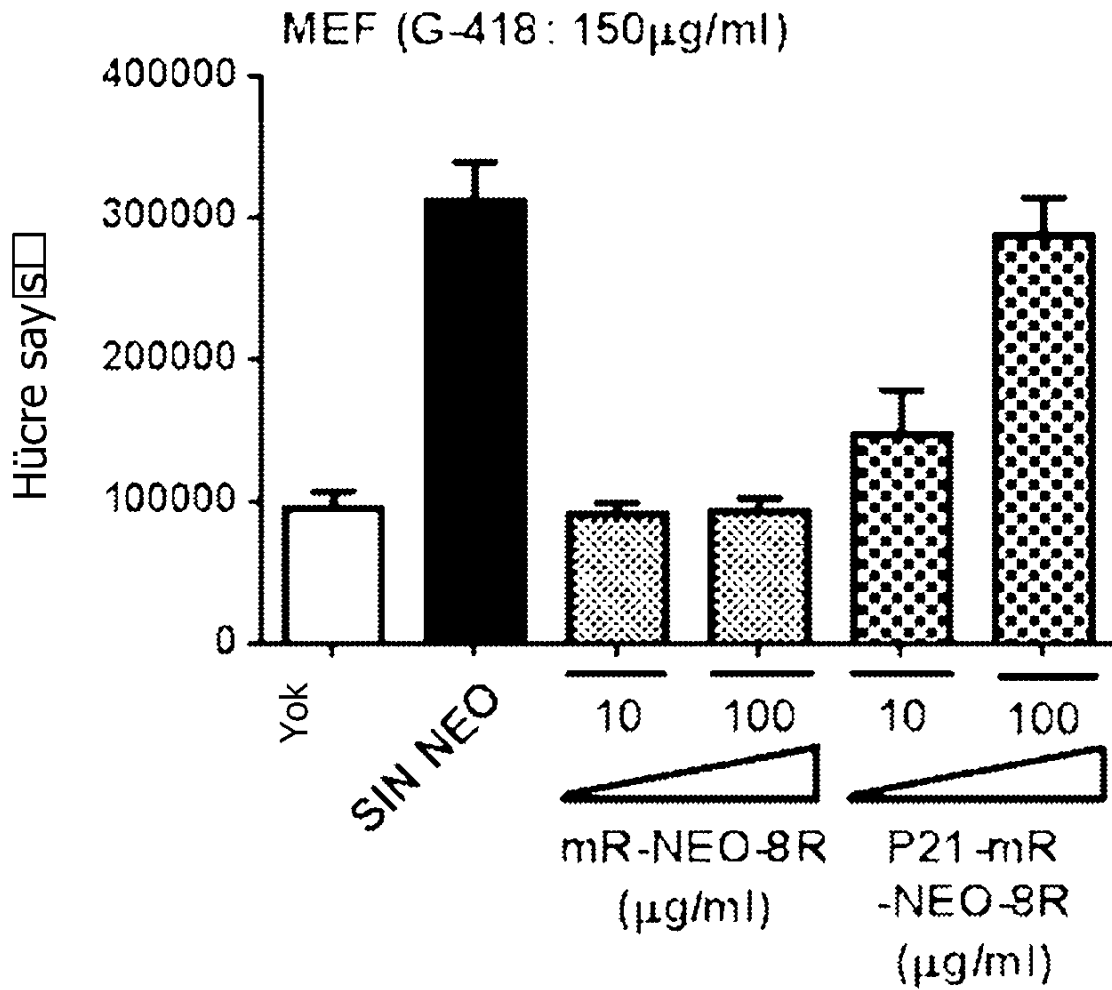 MEF (G-418: 150µg/ml)
400000
300000
200000
100000
0
Hücre say□s□
Yok
SIN NEO
10
100
10
100
mR-NEO-8R
(µg/ml)
P21-mR
-NEO-8R
(µg/ml)